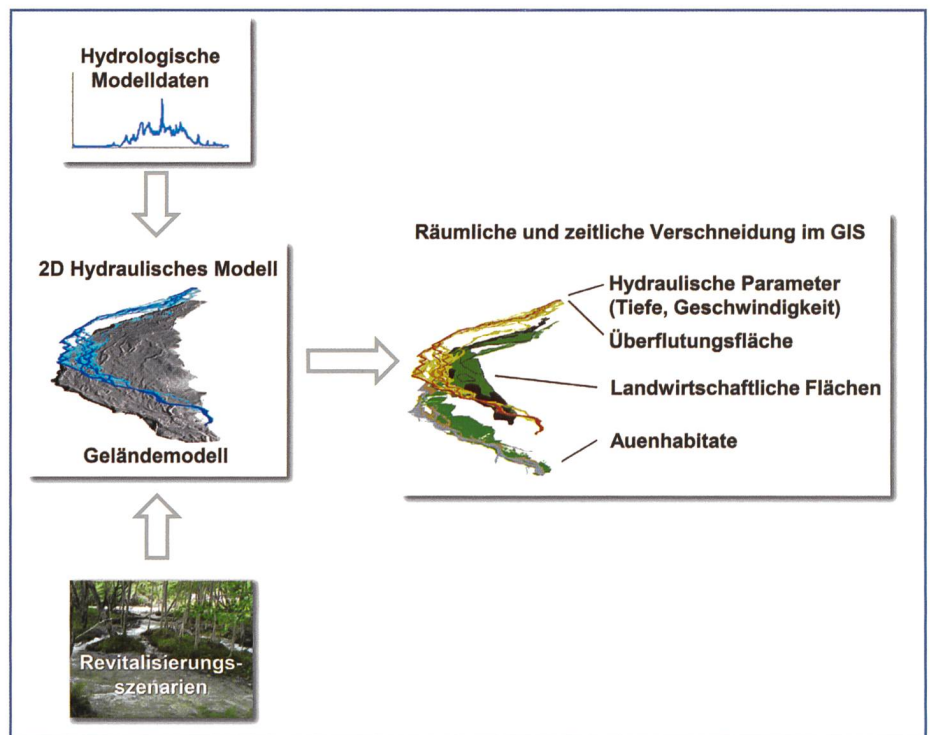 Hydrologische
Modelldaten
2D Hydraulisches Modell
Geländemodell
Revitalisierungs-
szenarien
Räumliche und zeitliche Verschneidung im GIS
Hydraulische Parameter
(Tiefe, Geschwindigkeit)
Überflutungsfläche
Landwirtschaftliche Flächen
Auenhabitate